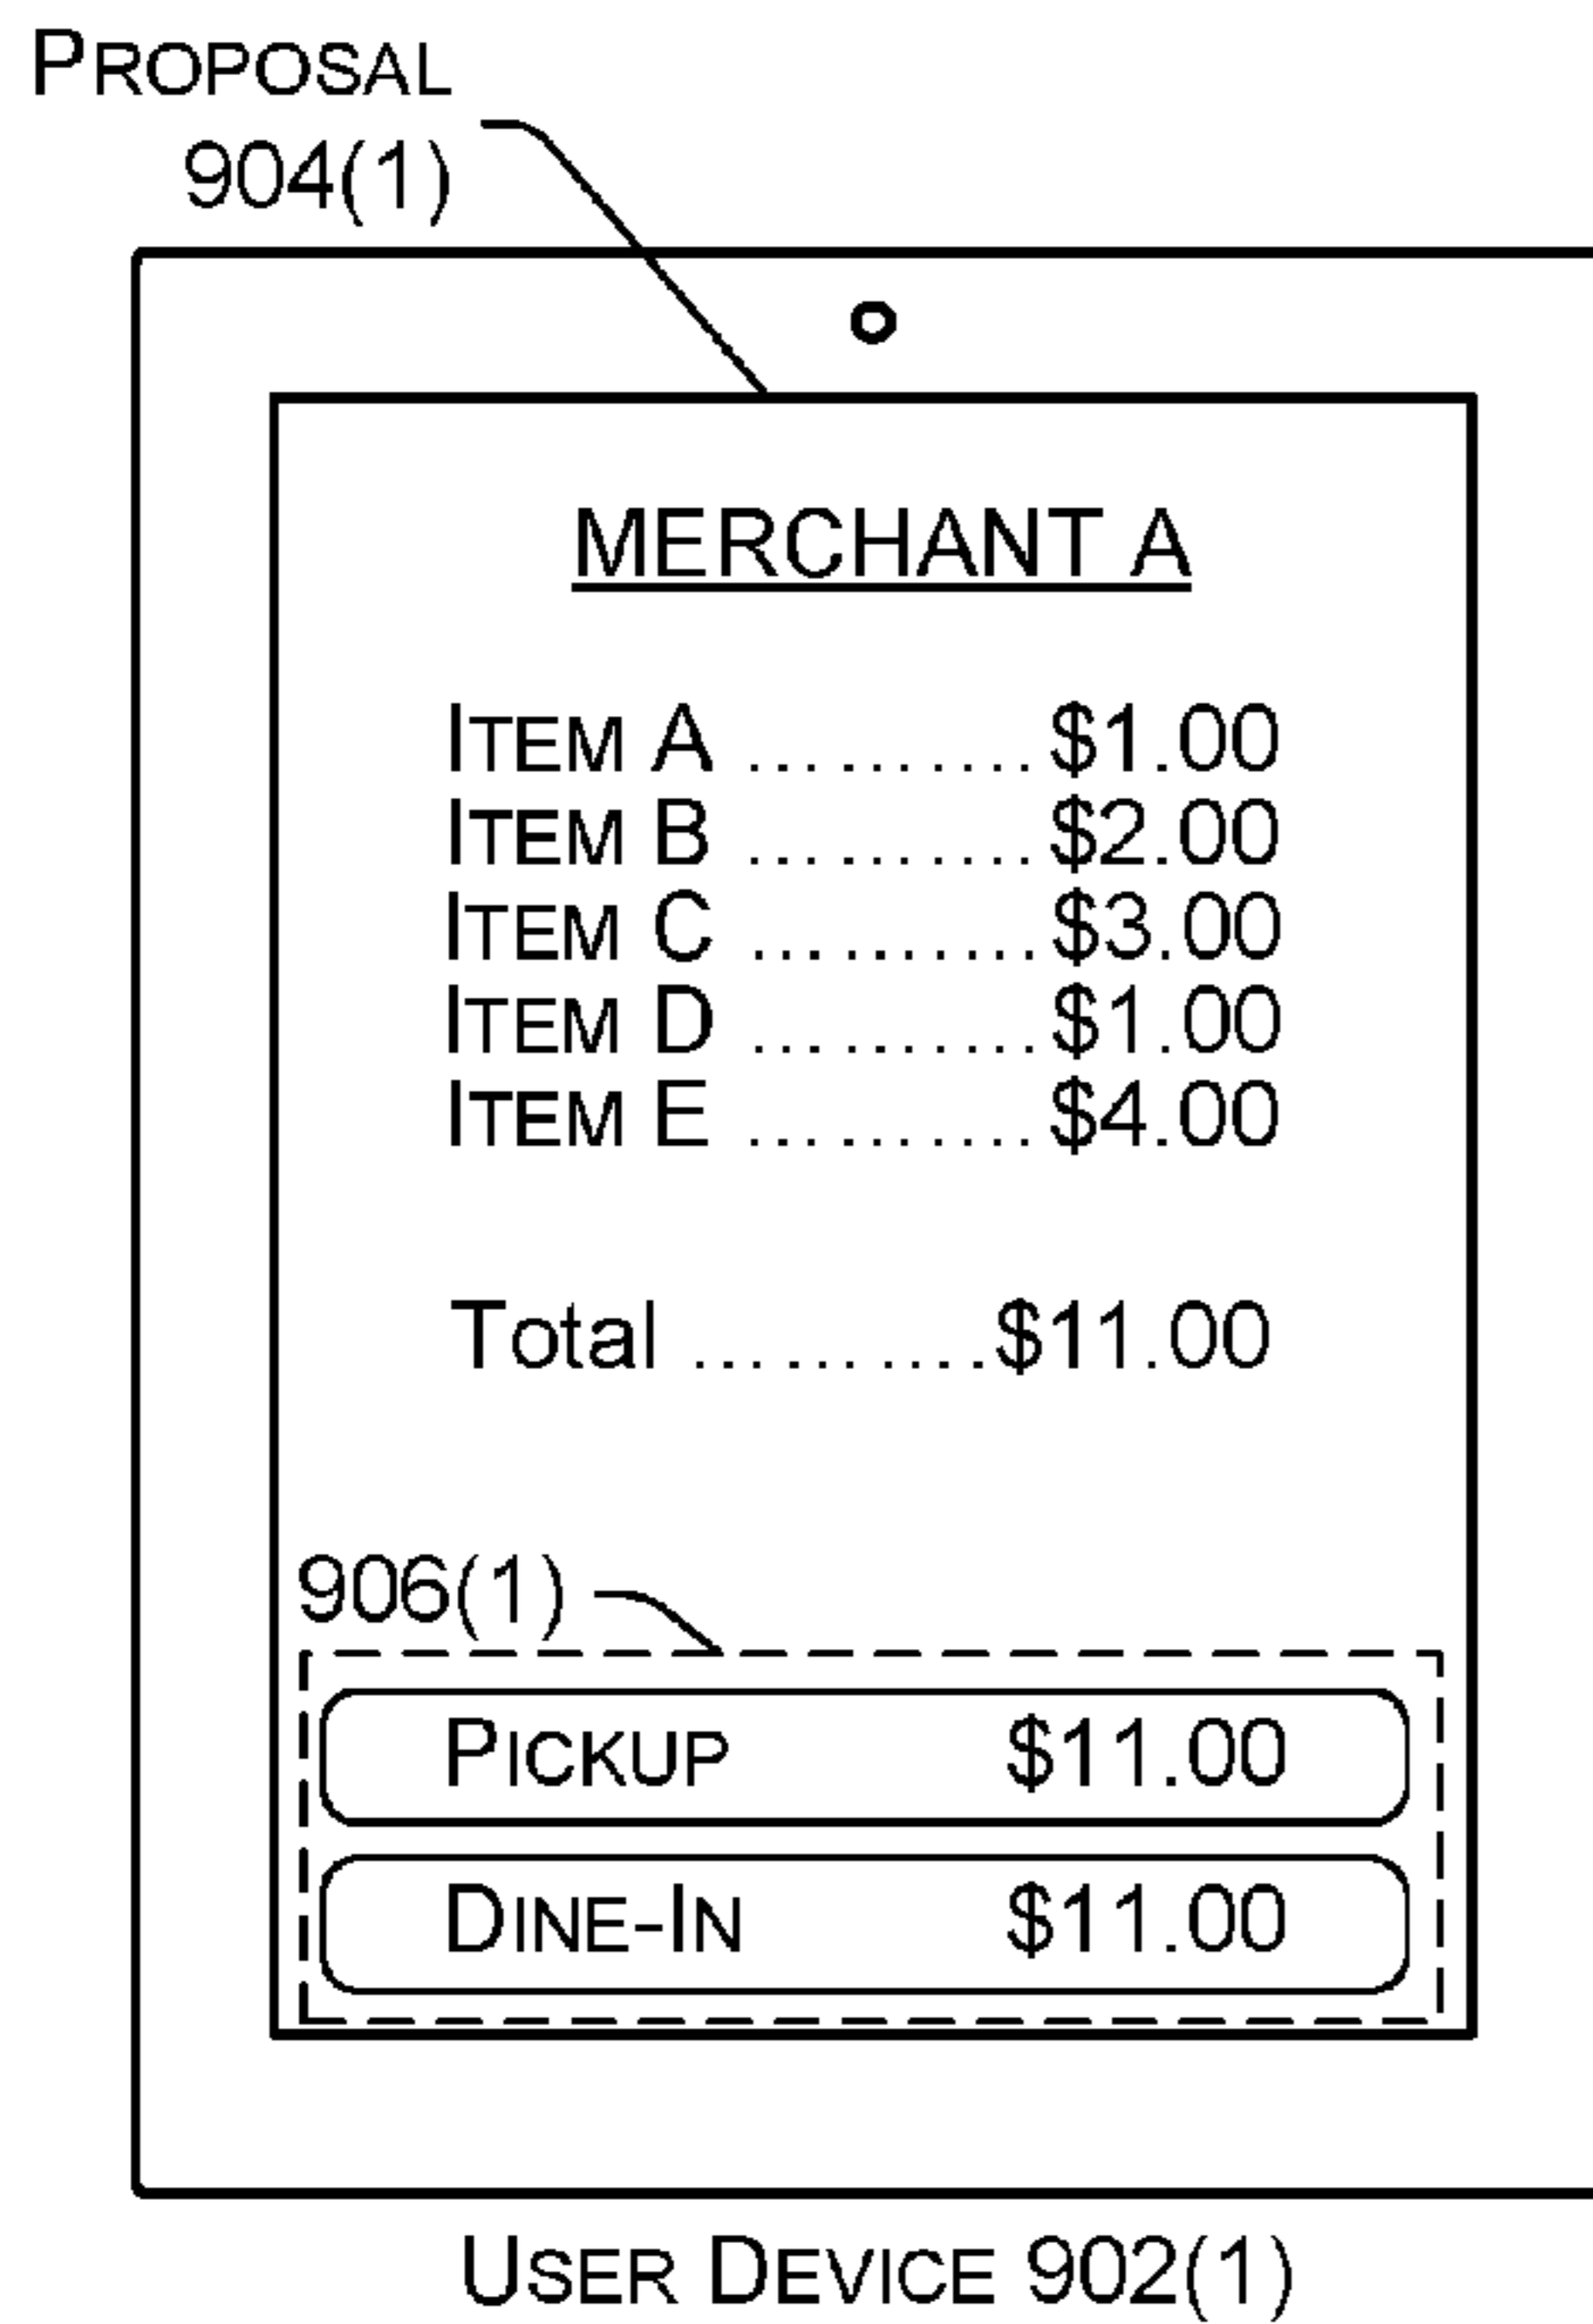 PROPOSAL
904(1)
MERCHANT A
ITEM A ..........$1.00
ITEM B ..........$2.00
ITEM C ..........$3.00
ITEM D ..........$1.00
ITEM E ..........$4.00
Total ..........$11.00
906(1)
PICKUP $11.00
DINE-IN $11.00
USER DEVICE 902(1)